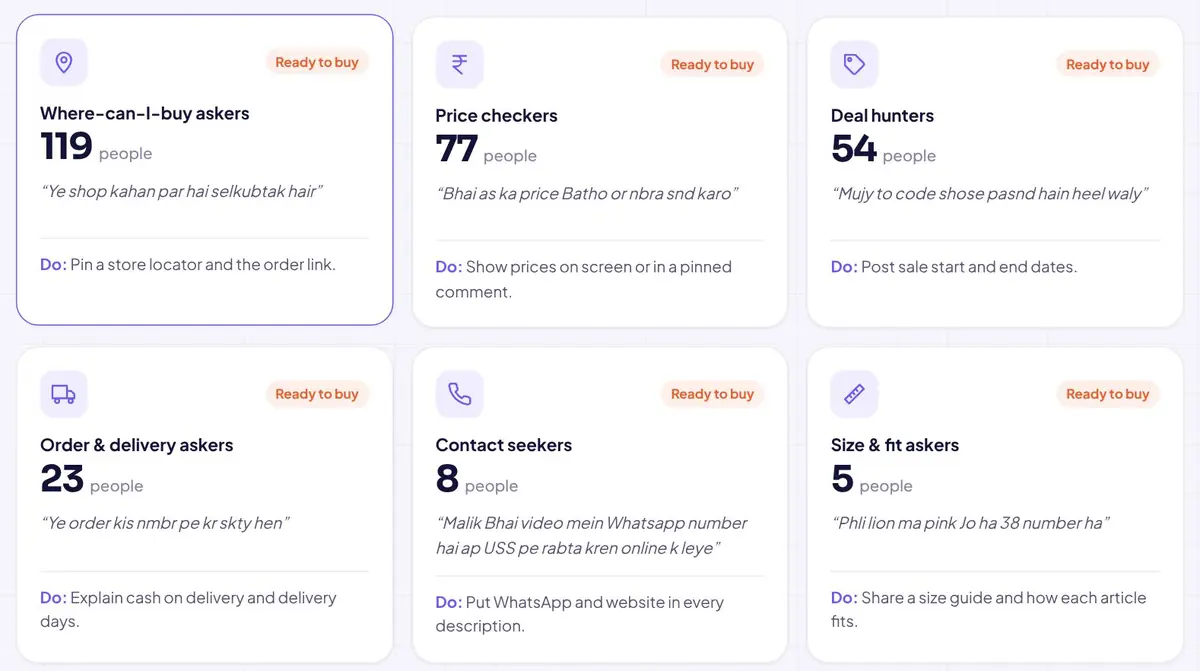 Ready to buy
Where-can-I-buy askers
119 people
“Ye shop kahan par hai selkubtak hair”
Do: Pin a store locator and the order link.
₹
Ready to buy
Price checkers
77 people
“Bhai as ka price Batho or nbra snd karo”
Do: Show prices on screen or in a pinned
comment.
Ready to buy
Deal hunters
54 people
“Mujy to code shose pasnd hain heel waly”
Do: Post sale start and end dates.
Ready to buy
Order & delivery askers
23 people
“Ye order kis nmbr pe kr skty hen”
Do: Explain cash on delivery and delivery
days.
Ready to buy
Contact seekers
8 people
“Malik Bhai video mein Whatsapp number
hai ap USS pe rabta kren online k leye”
Do: Put WhatsApp and website in every
description.
Ready to buy
Size & fit askers
5 people
“Phli lion ma pink Jo ha 38 number ha”
Do: Share a size guide and how each article
fits.